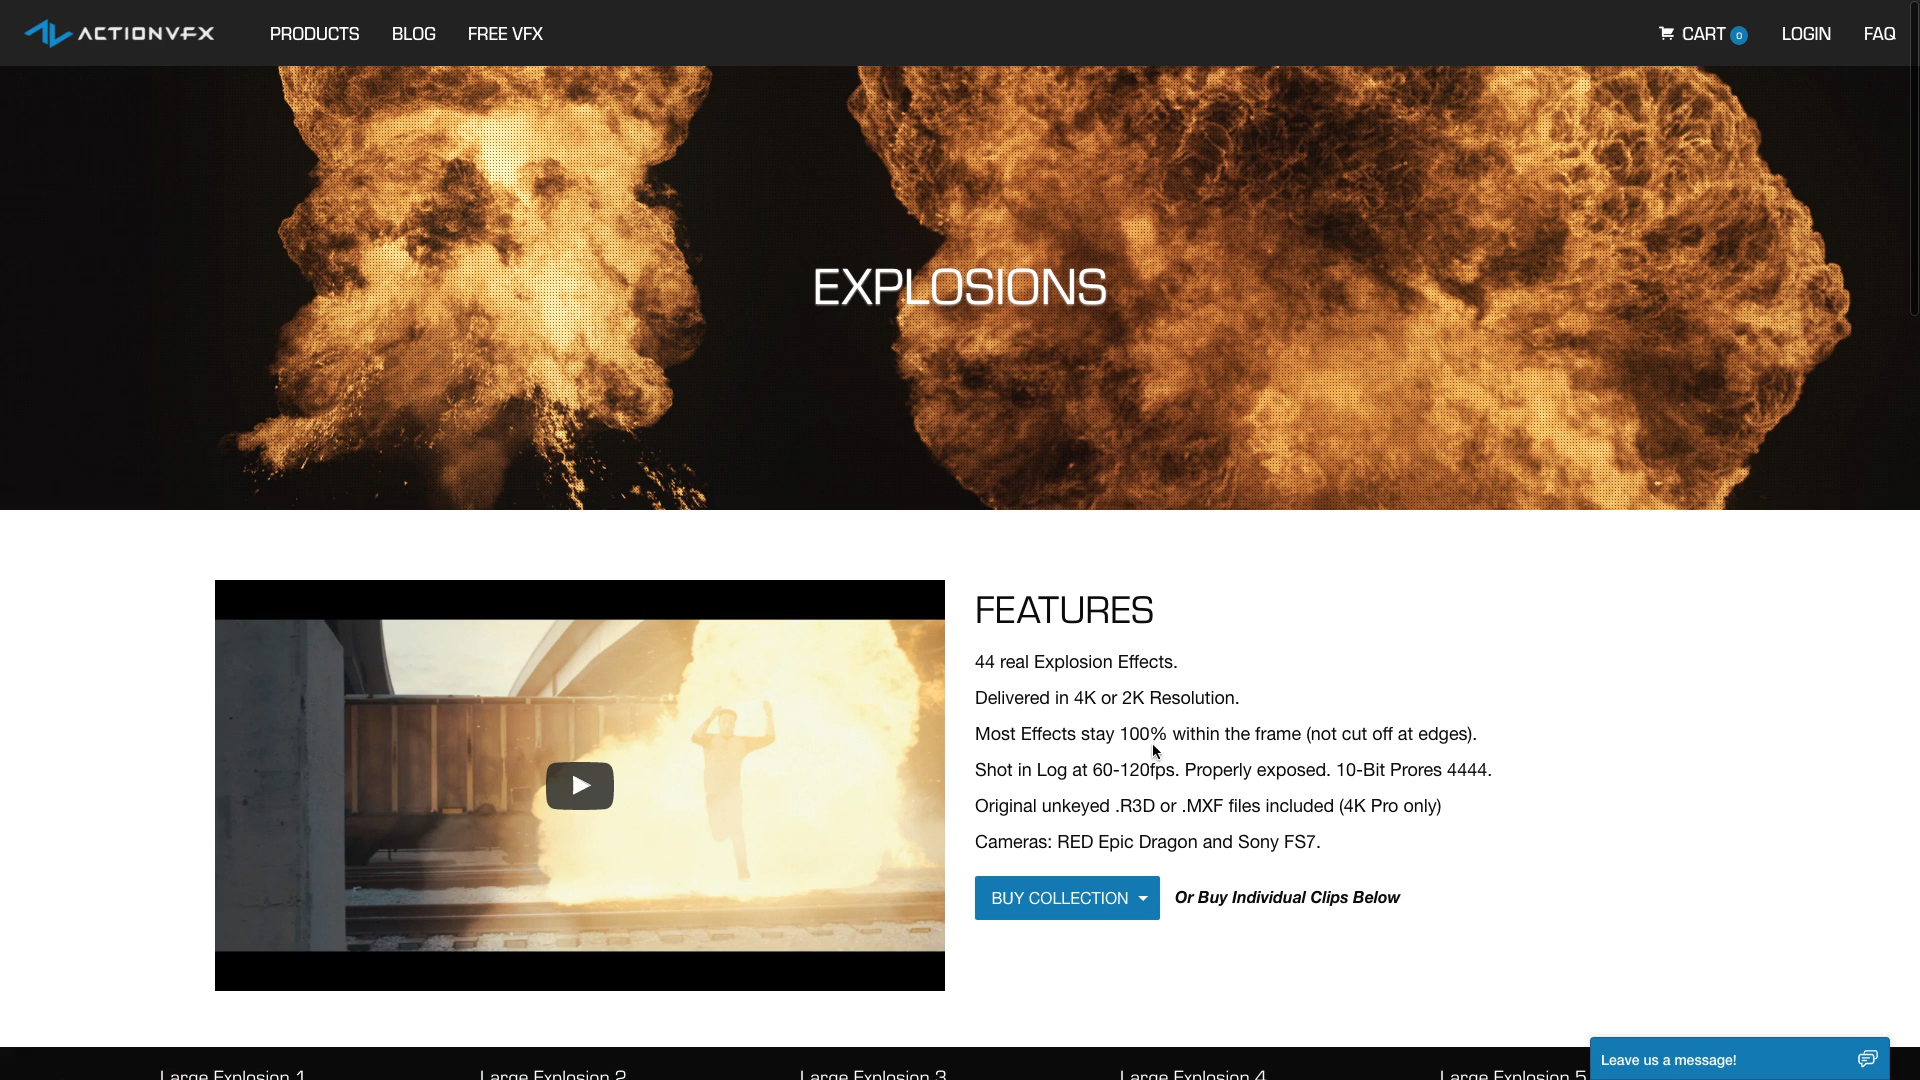 ACTIONVFX PRODUCTS BLOG FREE VFX CART 0 LOGIN FAQ
EXPLOSIONS
FEATURES
44 real Explosion Effects.
Delivered in 4K or 2K Resolution.
Most Effects stay 100% within the frame (not cut off at edges).
Shot in Log at 60-120fps. Properly exposed. 10-Bit Prores 4444.
Original unkeyed .R3D or .MXF files included (4K Pro only)
Cameras: RED Epic Dragon and Sony FS7.
BUY COLLECTION Or Buy Individual Clips Below
Leave us a message!
Large Explosion 1 Large Explosion 2 Large Explosion 3 Large Explosion 4 Large Explosion 5